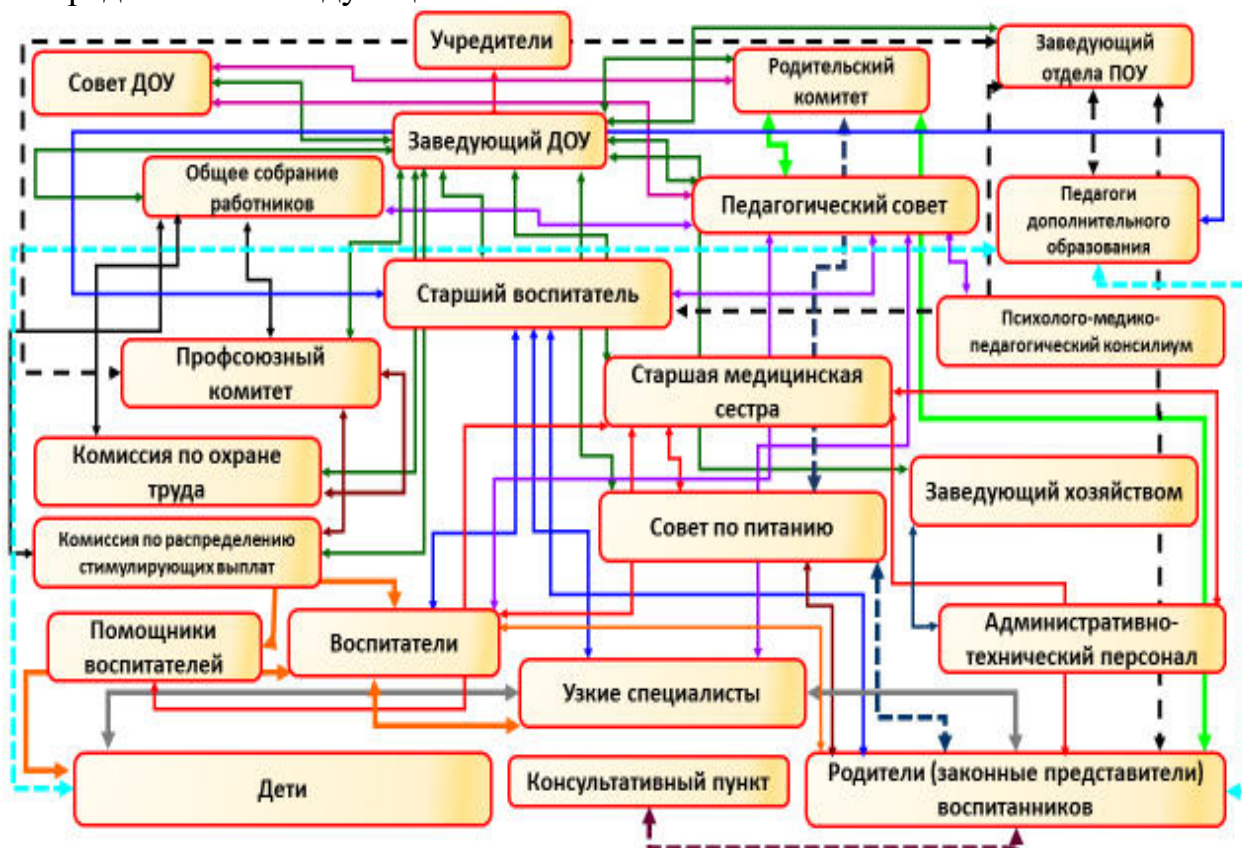 Учредители
Заведующий
отдела ПОУ
Совет ДОУ
Родительский
комитет
Заведующий ДОУ
Общее собрание
работников
Педагогический совет
Педагоги
дополнительного
образования
Старший воспитатель
Психолого-медико-
педагогический консилиум
Профсоюзный
комитет
Старшая медицинская
сестра
Комиссия по охране
труда
Заведующий хозяйством
Совет по питанию
Комиссия по распределению
стимулирующих выплат
Помощники
воспитателей
Воспитатели
Административно-
технический персонал
Узкие специалисты
Дети
Консультативный пункт
Родители (законные представители)
воспитанников